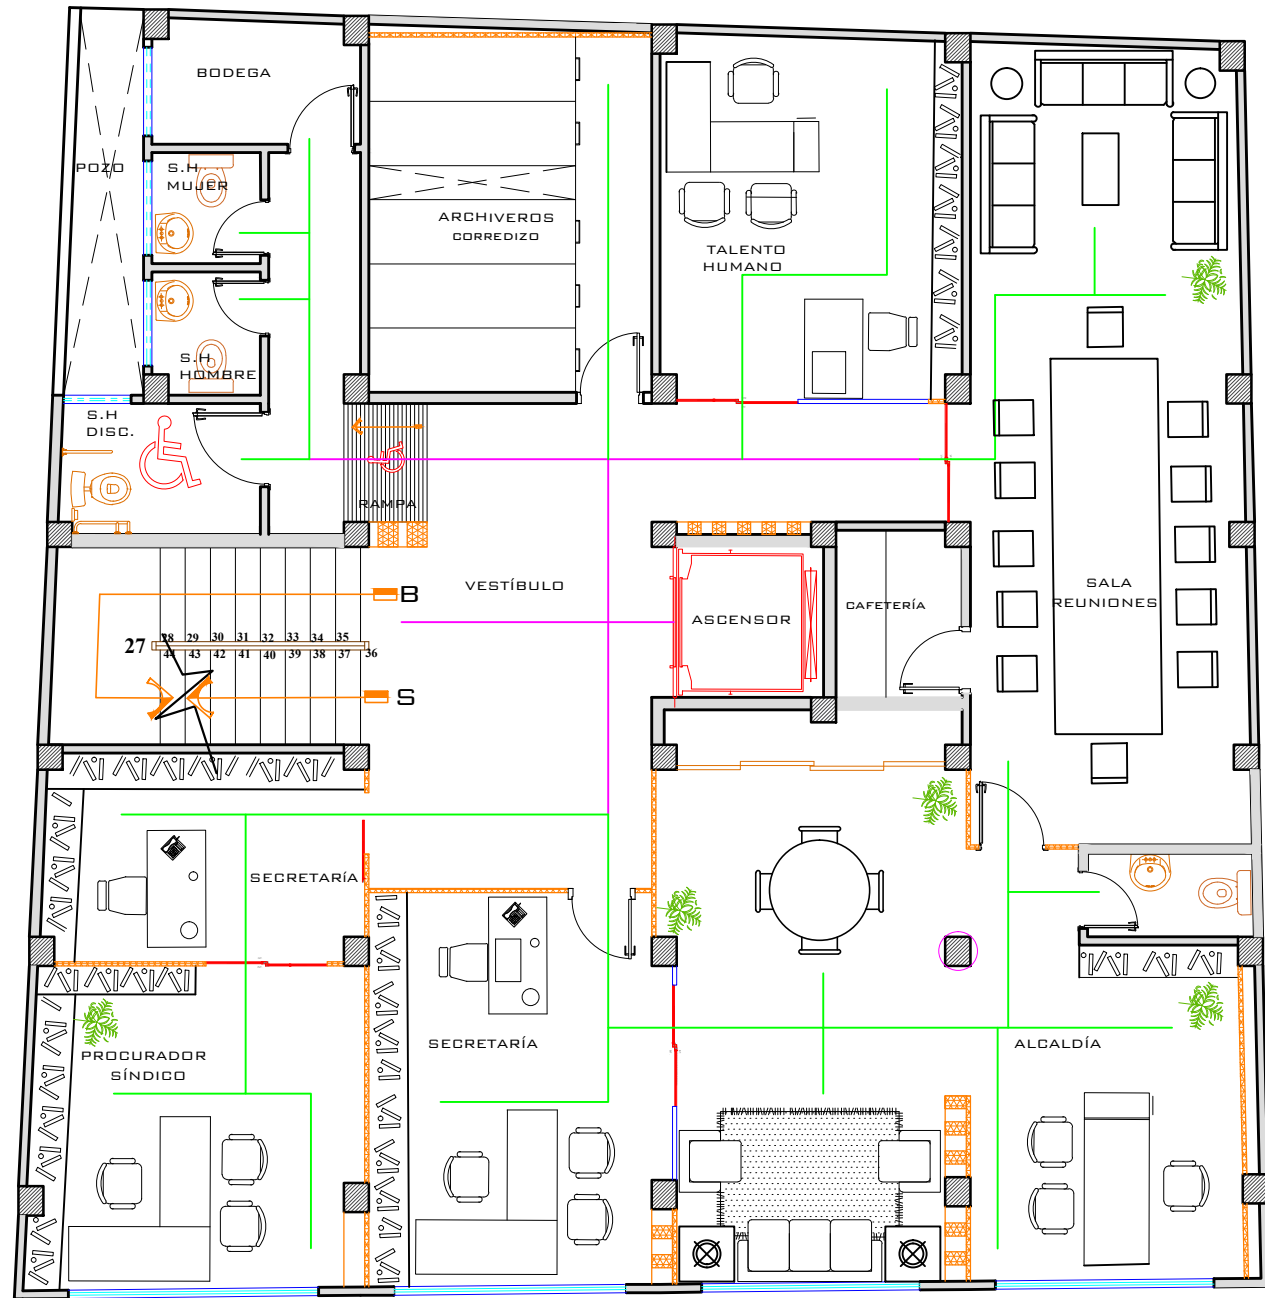 BODEGA
POZO
S.H
MUJER
ARCHIVEROS
CORREDIZO
TALENTO
HUMANO
S.H
HOMBRE
S.H
DISC.
RAMPA
VESTÍBULO
B
ASCENSOR
CAFETERÍA
SALA
REUNIONES
27
28 29 30 31 32 33 34 35
44 43 42 41 40 39 38 37 36
S
SECRETARÍA
PROCURADOR
SÍNDICO
SECRETARÍA
ALCALDÍA